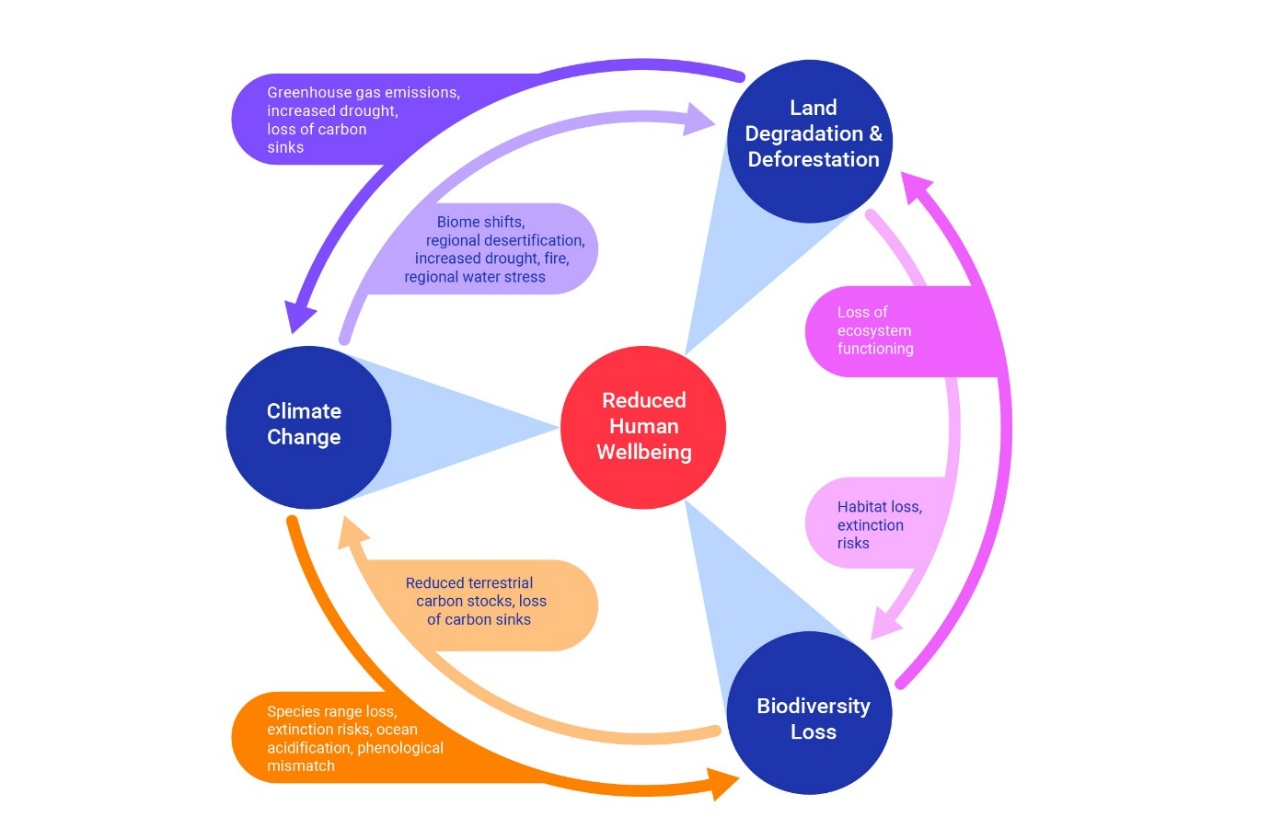 Greenhouse gas emissions,
increased drought,
loss of carbon
sinks
Land
Degradation &
Deforestation
Biome shifts,
regional desertification,
increased drought, fire,
regional water stress
Loss of
ecosystem
functioning
Climate
Change
Reduced
Human
Wellbeing
Habitat loss,
extinction
risks
Reduced terrestrial
carbon stocks, loss
of carbon sinks
Species range loss,
extinction risks, ocean
acidification, phenological
mismatch
Biodiversity
Loss